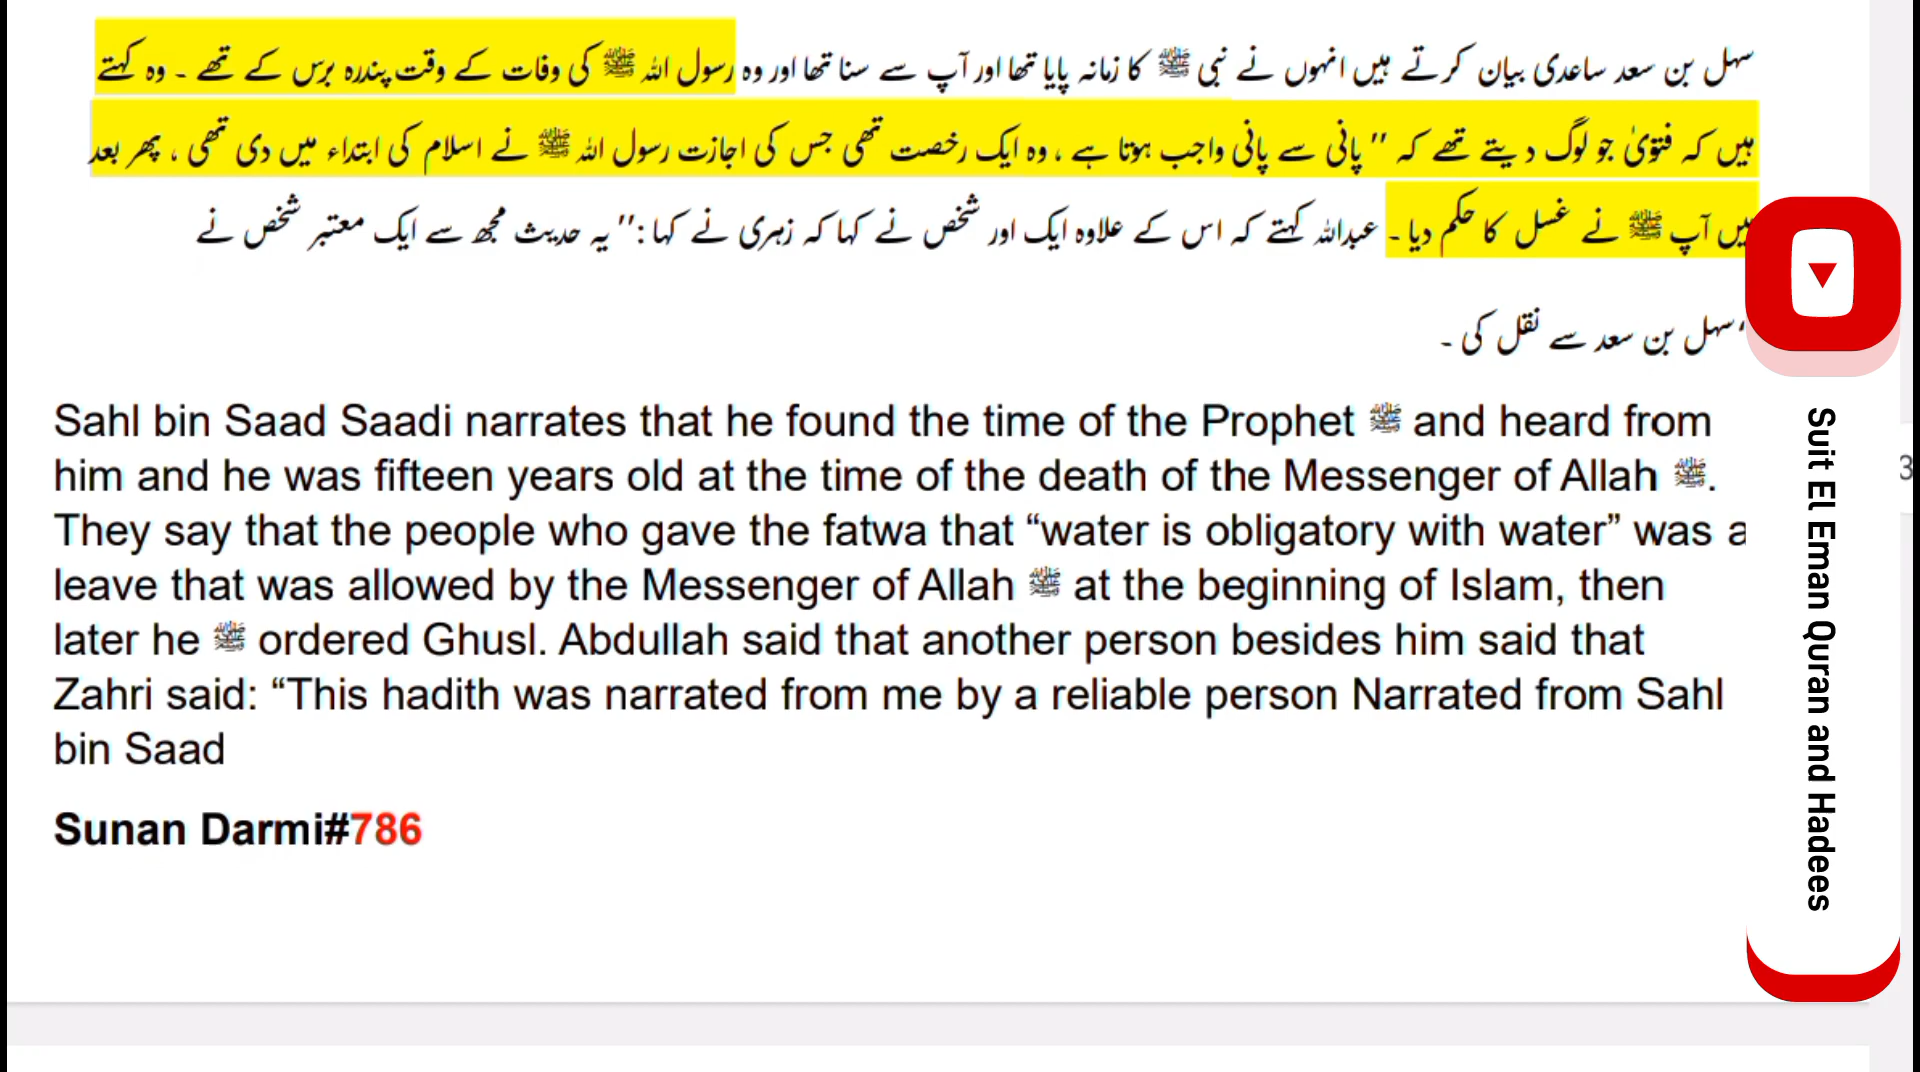 سہل بن سعد ساعدی بیان کرتے ہیں انہوں نے نبی ﷺ کا زمانہ پایا تھا اور آپ سے سنا تھا اور وہ رسول اللہ ﷺ کی وفات کے وقت پندرہ برس کے تھے ۔ وہ کہتے
ہیں کہ فتویٰ جو لوگ دیتے تھے کہ ’’ پانی سے پانی واجب ہوتا ہے ، وہ ایک رخصت تھی جس کی اجازت رسول اللہ ﷺ نے اسلام کی ابتداء میں دی تھی ، پھر بعد
میں آپ ﷺ نے غسل کا حکم دیا ۔ عبداللہ کہتے کہ اس کے علاوہ ایک اور شخص نے کہا کہ زہری نے کہا :’’ یہ حدیث مجھ سے ایک معتبر شخص نے
‘سہل بن سعد سے نقل کی ۔
Sahl bin Saad Saadi narrates that he found the time of the Prophet ﷺ and heard from
him and he was fifteen years old at the time of the death of the Messenger of Allah ﷺ.
They say that the people who gave the fatwa that “water is obligatory with water” was a
leave that was allowed by the Messenger of Allah ﷺ at the beginning of Islam, then
later he ﷺ ordered Ghusl. Abdullah said that another person besides him said that
Zahri said: “This hadith was narrated from me by a reliable person Narrated from Sahl
bin Saad
Sunan Darmi#786
Suit El Eman Quran and Hadees
3